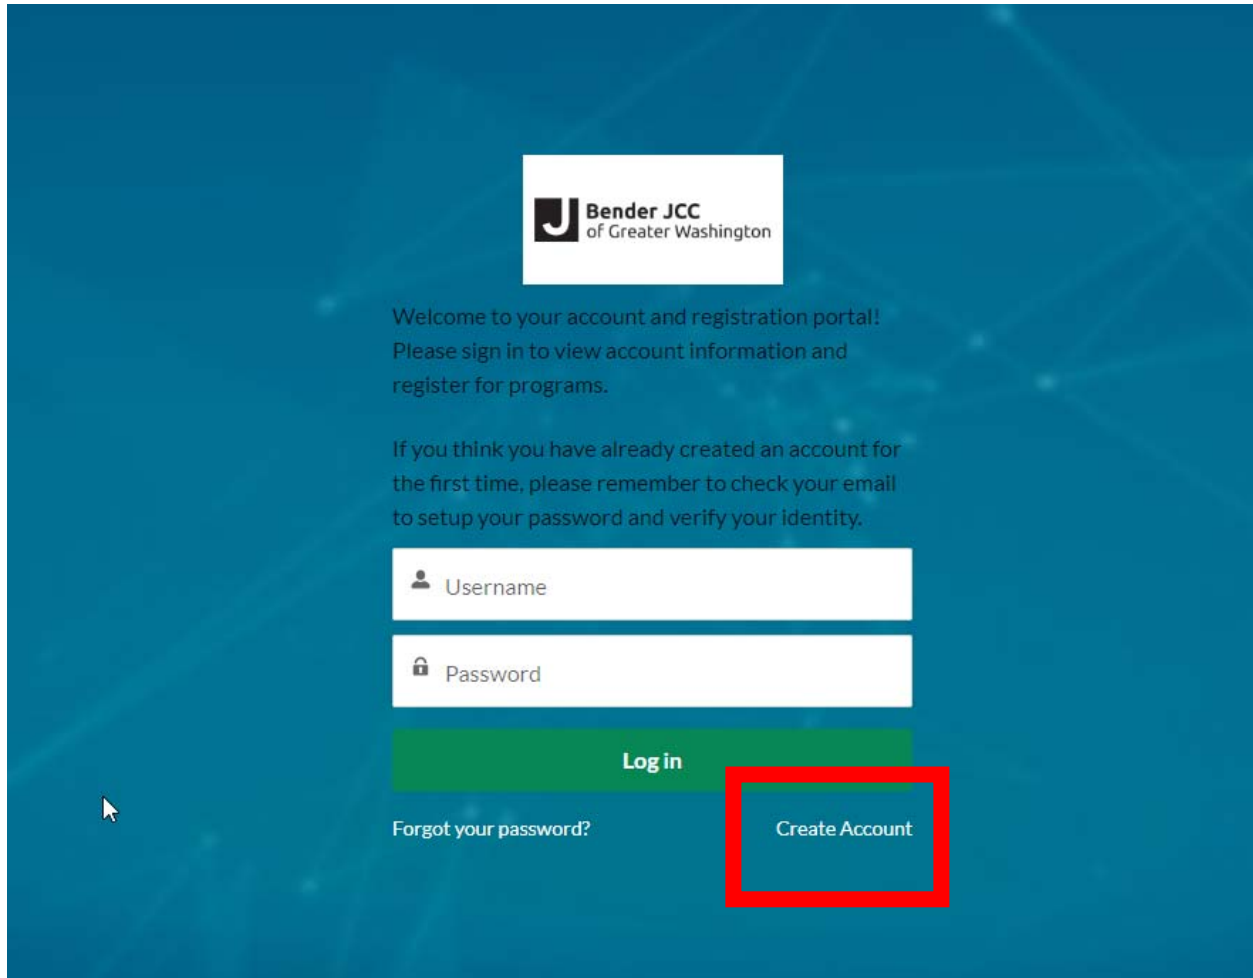 Bender JCC
of Greater Washington
Welcome to your account and registration portal!
Please sign in to view account information and
register for programs.
If you think you have already created an account for
the first time, please remember to check your email
to setup your password and verify your identity.
Username
Password
Log in
Forgot your password?
Create Account